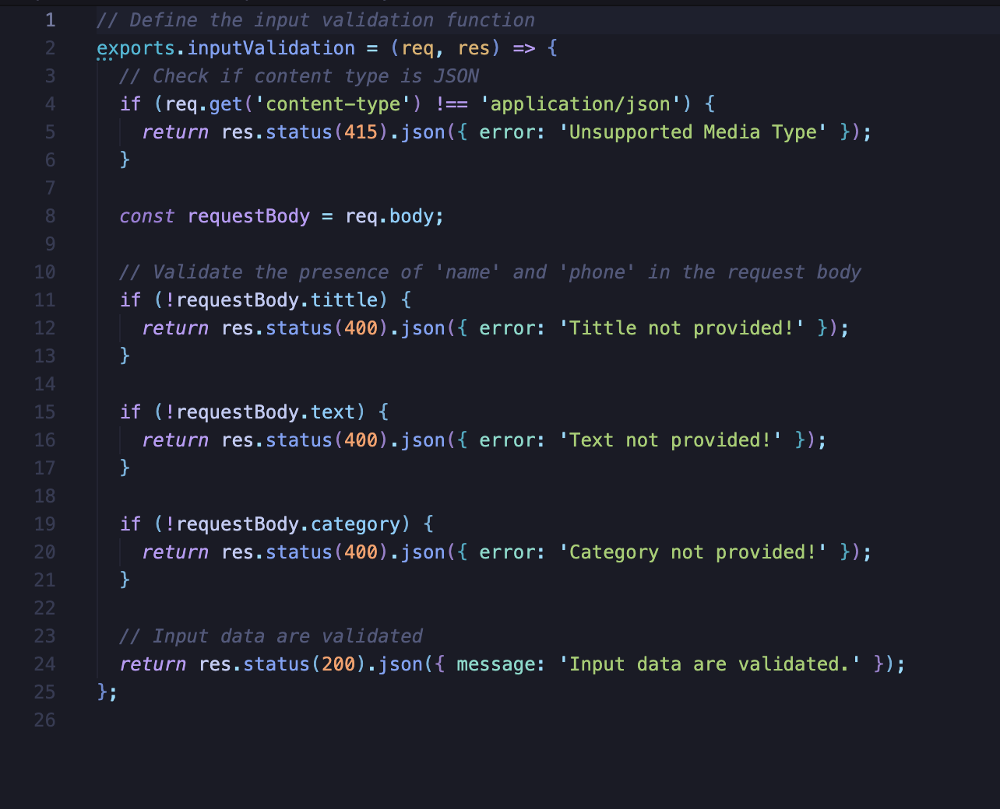 1 // Define the input validation function
2 exports.inputValidation = (req, res) => {
3   // Check if content type is JSON
4   if (req.get('content-type') !== 'application/json') {
5     return res.status(415).json({ error: 'Unsupported Media Type' });
6   }
7
8   const requestBody = req.body;
9
10   // Validate the presence of 'name' and 'phone' in the request body
11   if (!requestBody.tittle) {
12     return res.status(400).json({ error: 'Tittle not provided!' });
13   }
14
15   if (!requestBody.text) {
16     return res.status(400).json({ error: 'Text not provided!' });
17   }
18
19   if (!requestBody.category) {
20     return res.status(400).json({ error: 'Category not provided!' });
21   }
22
23   // Input data are validated
24   return res.status(200).json({ message: 'Input data are validated.' });
25 };
26